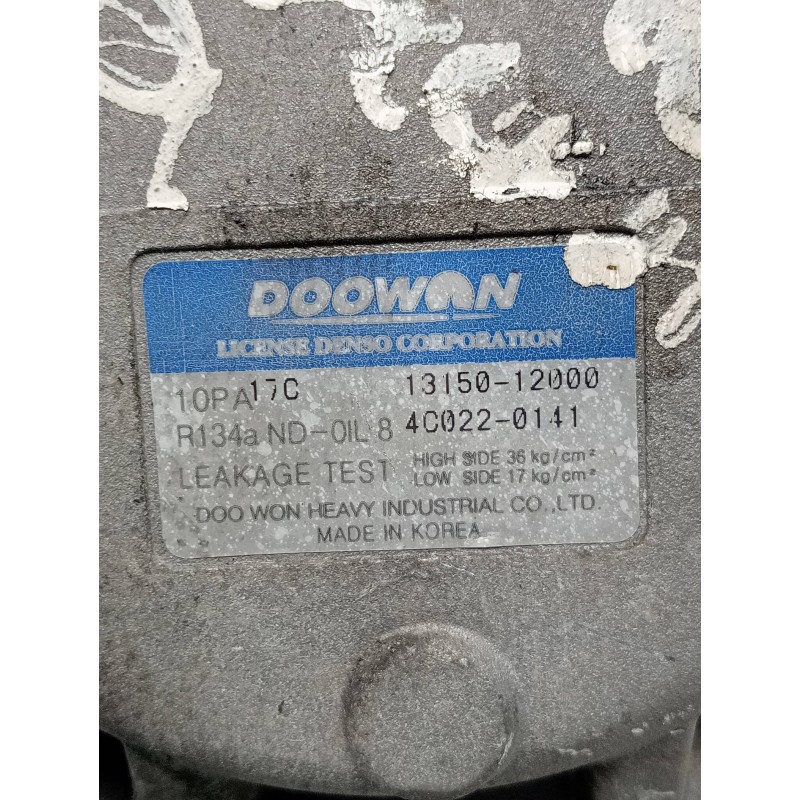 DOOWON
LICENSE DENSO CORPORATION
10PA17C 13150-12000
R134a ND-OIL 8 4C022-0141
LEAKAGE TEST HIGH SIDE 36 kg/cm²
LOW SIDE 17 kg/cm²
DOO WON HEAVY INDUSTRIAL CO.,LTD.
MADE IN KOREA